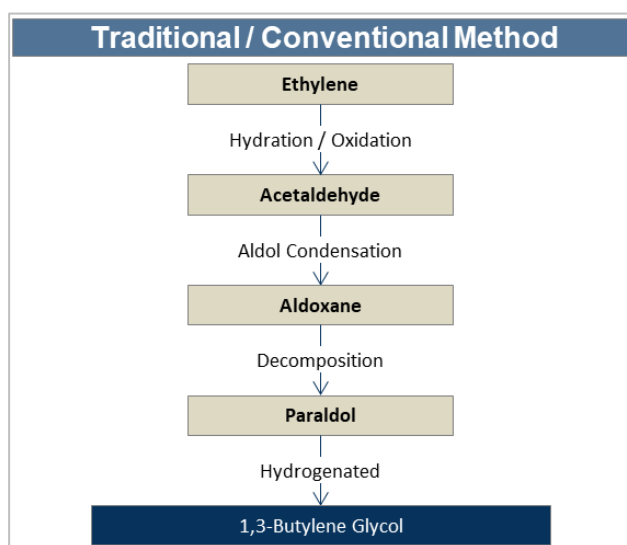 Traditional / Conventional Method
Ethylene
Hydration / Oxidation
Acetaldehyde
Aldol Condensation
Aldoxane
Decomposition
Paraldol
Hydrogenated
1,3-Butylene Glycol